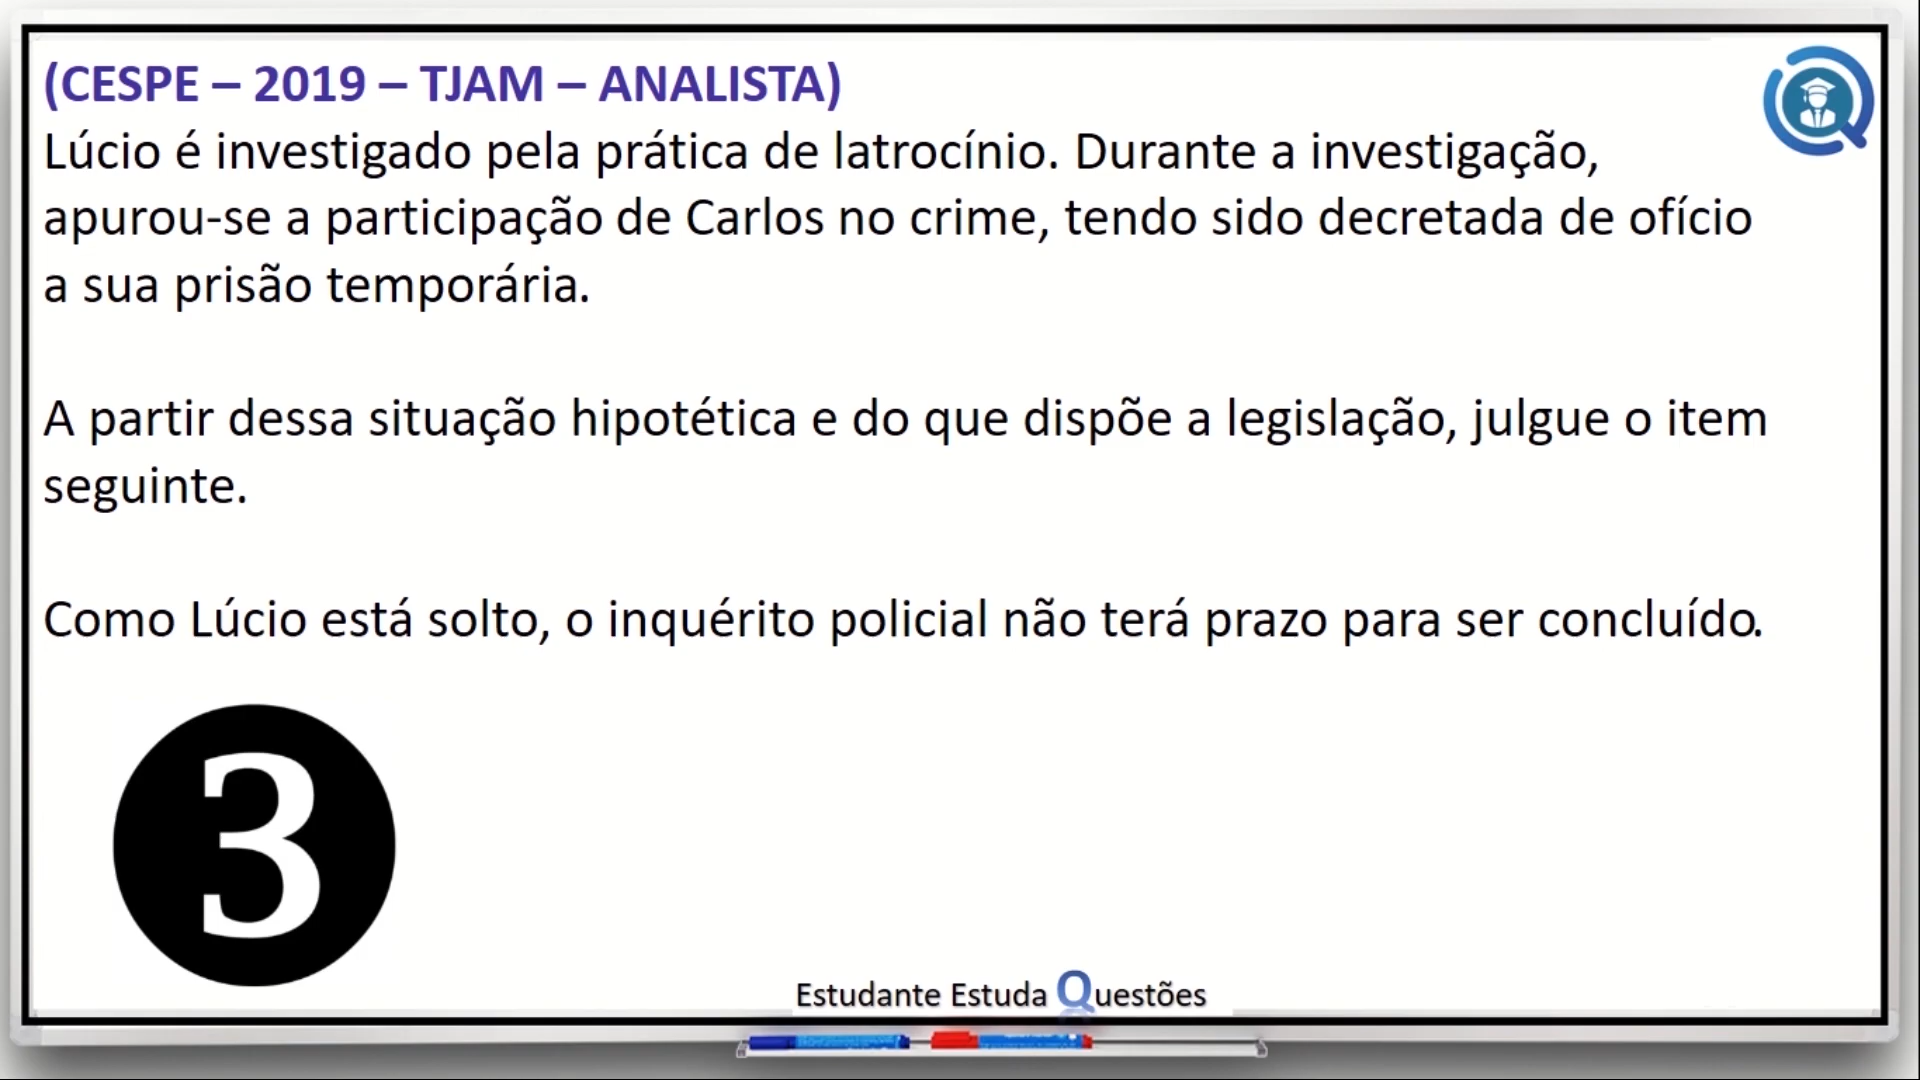 (CESPE – 2019 – TJAM – ANALISTA)
Lúcio é investigado pela prática de latrocínio. Durante a investigação,
apurou-se a participação de Carlos no crime, tendo sido decretada de ofício
a sua prisão temporária.
A partir dessa situação hipotética e do que dispõe a legislação, julgue o item
seguinte.
Como Lúcio está solto, o inquérito policial não terá prazo para ser concluído.
3
Estudante Estuda Questões